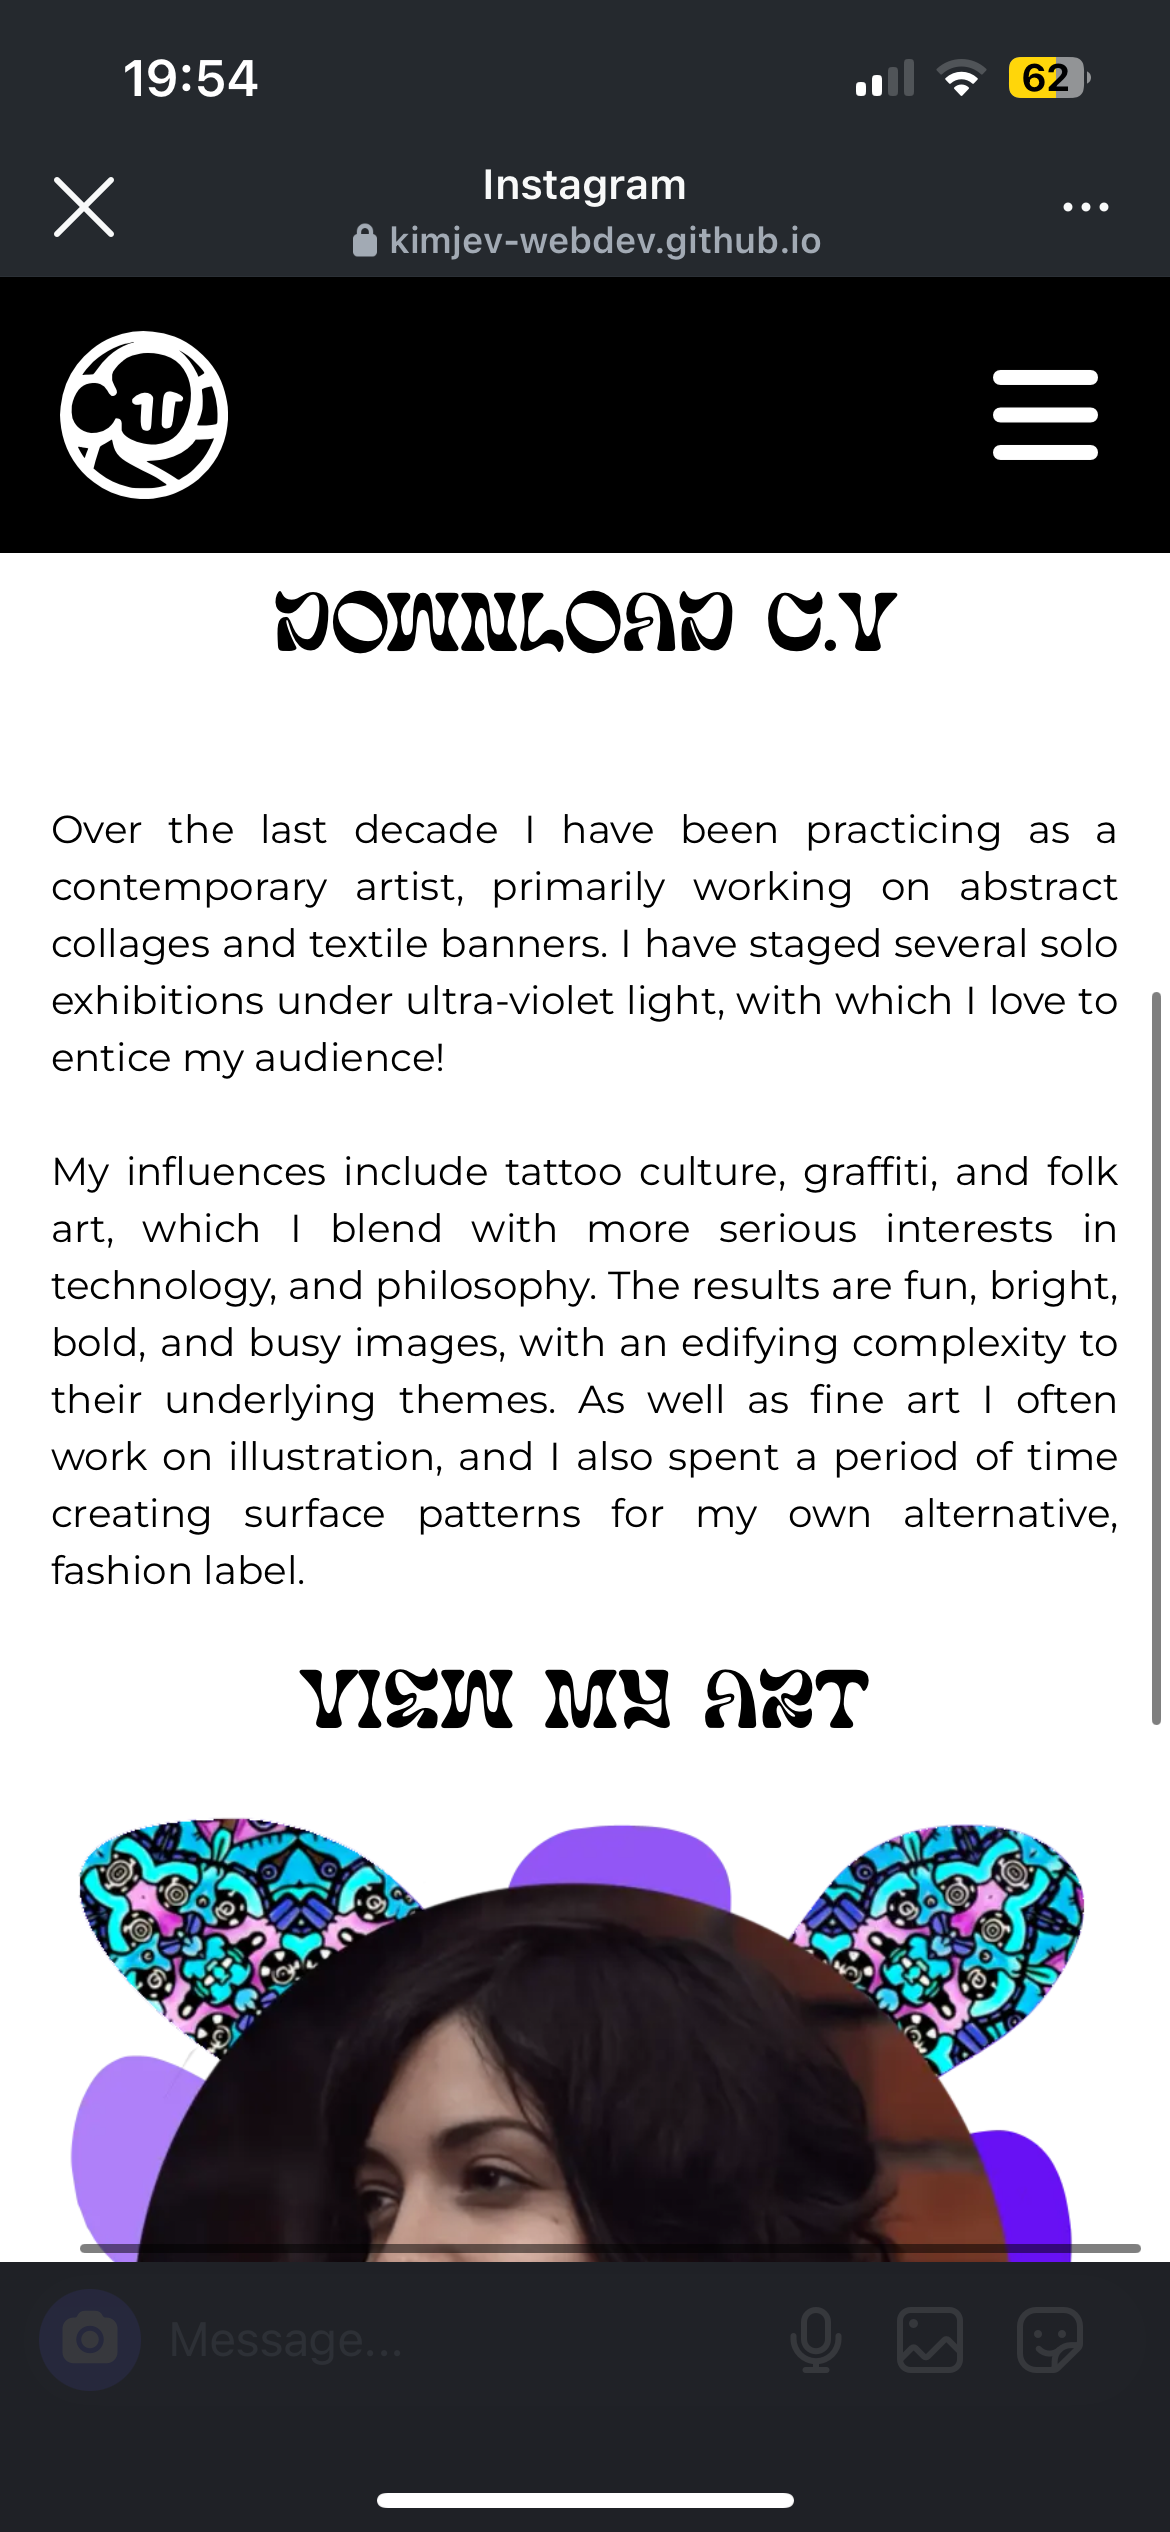 19:54
62
Instagram
kimjev-webdev.github.io
DOWNLOAD C.V
Over the last decade I have been practicing as a
contemporary artist, primarily working on abstract
collages and textile banners. I have staged several solo
exhibitions under ultra-violet light, with which I love to
entice my audience!
My influences include tattoo culture, graffiti, and folk
art, which I blend with more serious interests in
technology, and philosophy. The results are fun, bright,
bold, and busy images, with an edifying complexity to
their underlying themes. As well as fine art I often
work on illustration, and I also spent a period of time
creating surface patterns for my own alternative,
fashion label.
VIEW MY ART
Message...